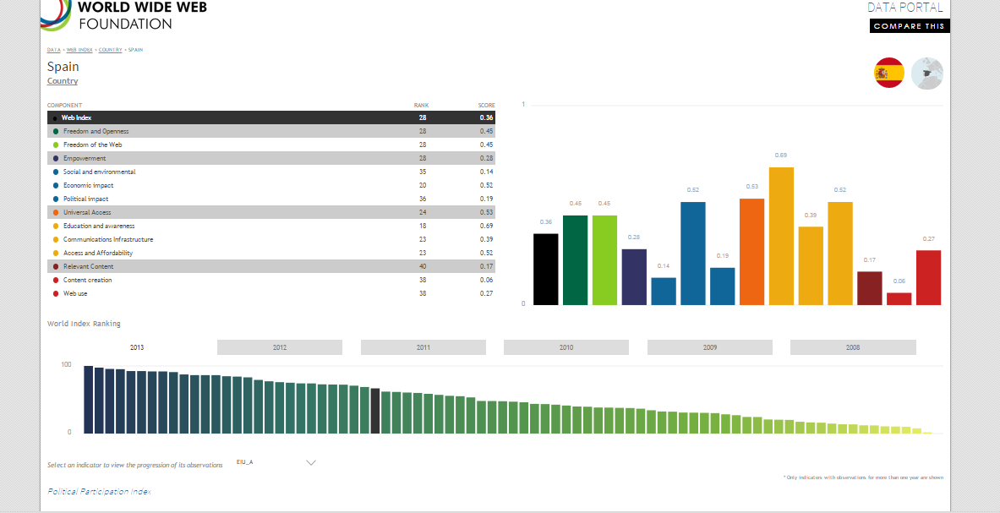 WORLD WIDE WEB
FOUNDATION
DATA PORTAL
COMPARE THIS
DATA > WEB INDEX > COUNTRY > SPAIN
Spain
Country
COMPONENT RANK SCORE
Web Index 28 0.36
Freedom and Openness 28 0.45
Freedom of the Web 28 0.45
Empowerment 28 0.28
Social and environmental 35 0.14
Economic impact 20 0.52
Political impact 36 0.19
Universal Access 24 0.53
Education and awareness 18 0.69
Communications Infrastructure 23 0.39
Access and Affordability 23 0.52
Relevant Content 40 0.17
Content creation 38 0.06
Web use 38 0.27
1
0.36 0.45 0.45 0.28 0.14 0.52 0.19 0.53 0.69 0.39 0.52 0.17 0.06 0.27
0
World Index Ranking
2013 2012 2011 2010 2009 2008
100
0
Select an indicator to view the progression of its observations EIU_A
* Only indicators with observations for more than one year are shown
Political Participation Index